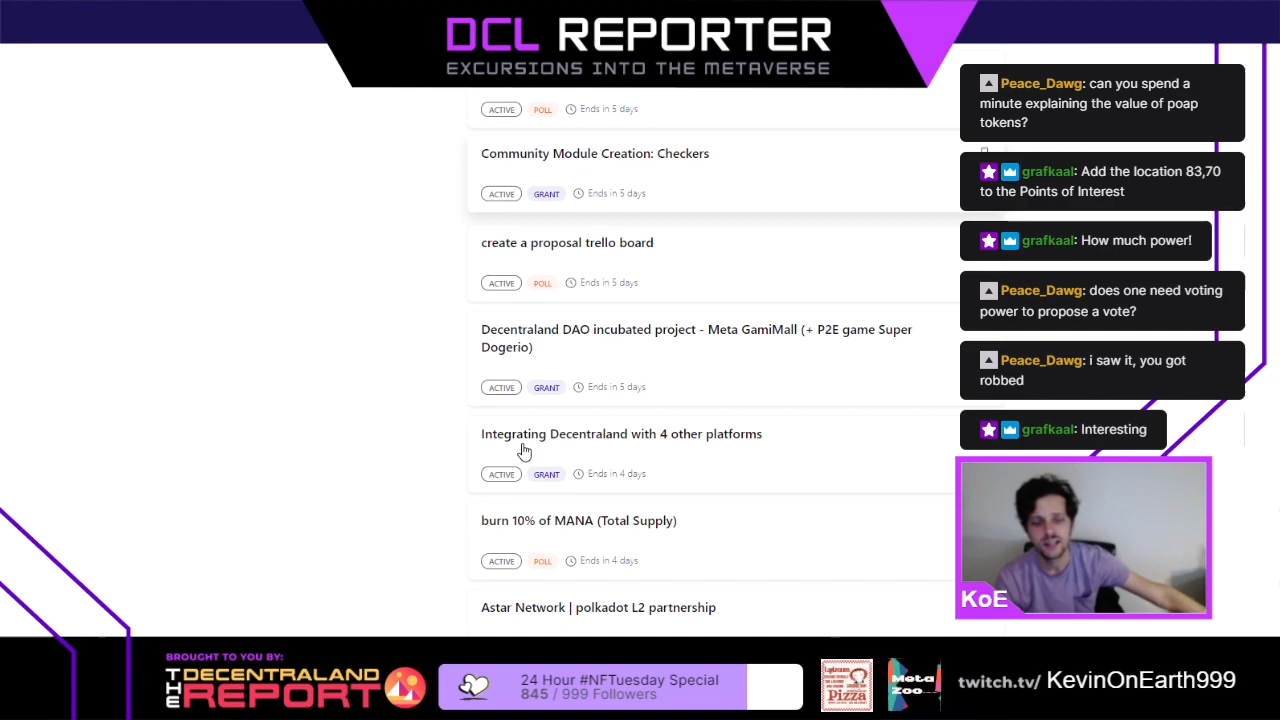 DCL REPORTER
EXCURSIONS INTO THE METAVERSE
ACTIVE POLL Ends in 5 days
Community Module Creation: Checkers
ACTIVE GRANT Ends in 5 days
create a proposal trello board
ACTIVE POLL Ends in 5 days
Decentraland DAO incubated project - Meta GamiMall (+ P2E game Super
Dogerio)
ACTIVE GRANT Ends in 5 days
Integrating Decentraland with 4 other platforms
ACTIVE GRANT Ends in 4 days
burn 10% of MANA (Total Supply)
ACTIVE POLL Ends in 4 days
Astar Network | polkadot L2 partnership
Peace_Dawg: can you spend a
minute explaining the value of poap
tokens?
grafkaal: Add the location 83,70
to the Points of Interest
grafkaal: How much power!
Peace_Dawg: does one need voting
power to propose a vote?
Peace_Dawg: i saw it, you got
robbed
grafkaal: Interesting
KoE
BROUGHT TO YOU BY:
THE DECENTRALAND
REPORT
24 Hour #NFTuesday Special
845 / 999 Followers
Pizza
Meta
Zoo
twitch.tv/ KevinOnEarth999